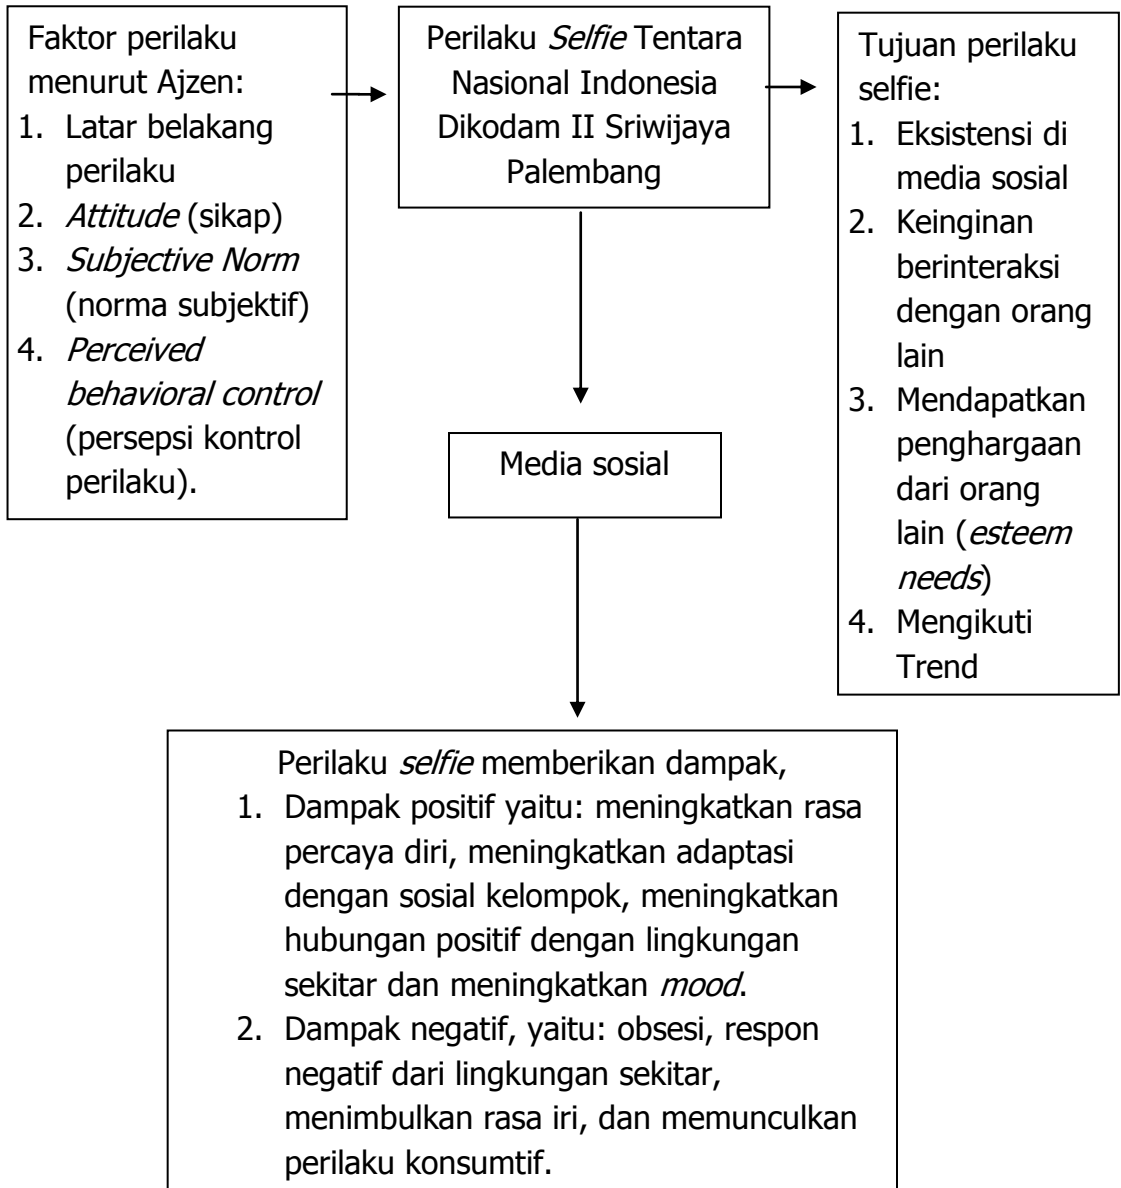 Faktor perilaku
menurut Ajzen:
1. Latar belakang
perilaku
2. Attitude (sikap)
3. Subjective Norm
(norma subjektif)
4. Perceived
behavioral control
(persepsi kontrol
perilaku).
Perilaku Selfie Tentara
Nasional Indonesia
Dikodam II Sriwijaya
Palembang
Tujuan perilaku
selfie:
1. Eksistensi di
media sosial
2. Keinginan
berinteraksi
dengan orang
lain
3. Mendapatkan
penghargaan
dari orang
lain (esteem
needs)
4. Mengikuti
Trend
Media sosial
Perilaku selfie memberikan dampak,
1. Dampak positif yaitu: meningkatkan rasa
percaya diri, meningkatkan adaptasi
dengan sosial kelompok, meningkatkan
hubungan positif dengan lingkungan
sekitar dan meningkatkan mood.
2. Dampak negatif, yaitu: obsesi, respon
negatif dari lingkungan sekitar,
menimbulkan rasa iri, dan memunculkan
perilaku konsumtif.